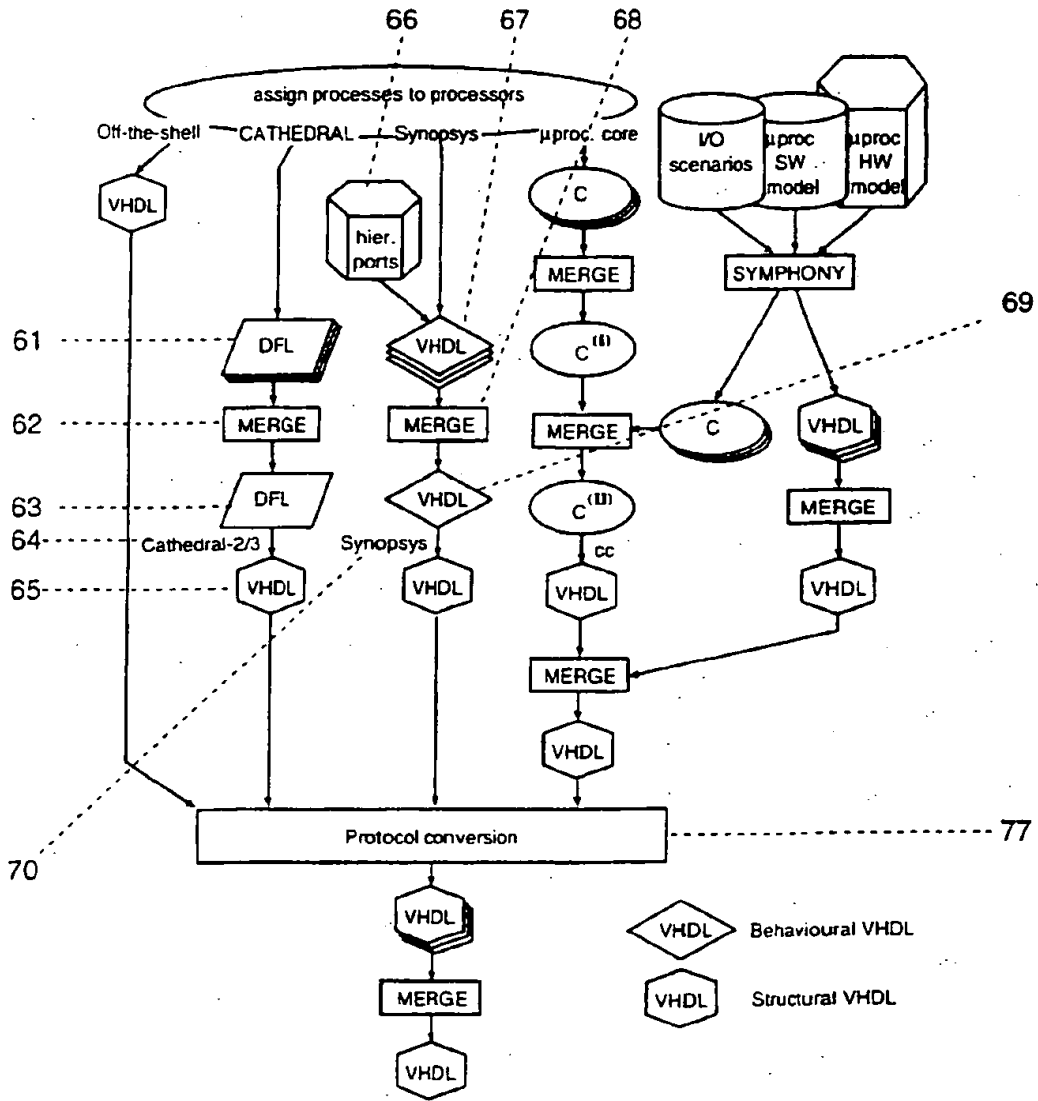 66
67
68
assign processes to processors
Off-the-shell
CATHEDRAL
Synopsys
µproc. core
I/O
scenarios
µproc
SW
model
µproc
HW
model
VHDL
hier.
ports
C
MERGE
SYMPHONY
69
61
DFL
VHDL
C(I)
62
MERGE
MERGE
MERGE
C
VHDL
63
DFL
VHDL
C(II)
MERGE
64
Cathedral-2/3
Synopsys
cc
65
VHDL
VHDL
VHDL
VHDL
MERGE
VHDL
Protocol conversion
77
70
VHDL
VHDL
Behavioural VHDL
MERGE
VHDL
Structural VHDL
VHDL